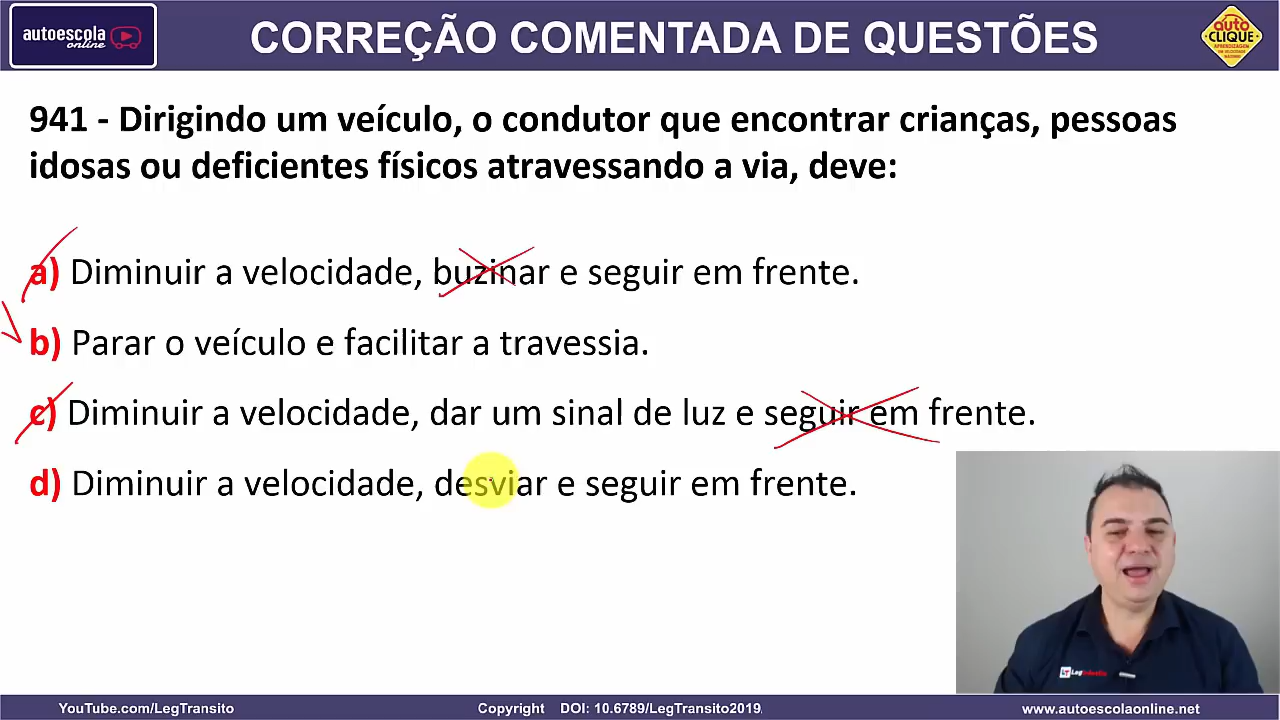 autoescola
online
CORREÇÃO COMENTADA DE QUESTÕES
auto
CLIQUE
941 - Dirigindo um veículo, o condutor que encontrar crianças, pessoas
idosas ou deficientes físicos atravessando a via, deve:
a) Diminuir a velocidade, buzinar e seguir em frente.
b) Parar o veículo e facilitar a travessia.
c) Diminuir a velocidade, dar um sinal de luz e seguir em frente.
d) Diminuir a velocidade, desviar e seguir em frente.
YouTube.com/LegTransito
Copyright DOI: 10.6789/LegTransito2019
www.autoescolaonline.net